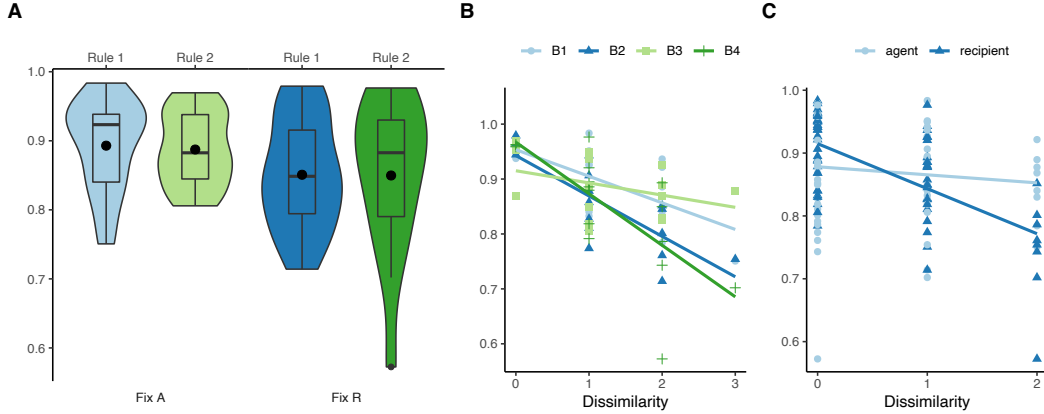 A
Rule 1 Rule 2 Rule 1 Rule 2
1.0
0.9
0.8
0.7
0.6
Fix A Fix R
B
B1 B2 B3 B4
1.0
0.9
0.8
0.7
0.6
0 1 2 3
Dissimilarity
C
agent recipient
1.0
0.9
0.8
0.7
0.6
0 1 2
Dissimilarity